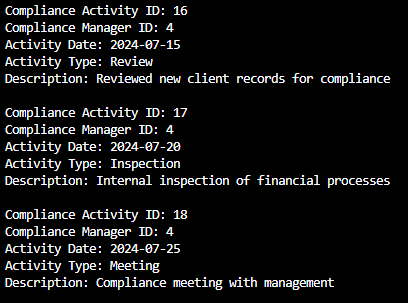 Compliance Activity ID: 16
Compliance Manager ID: 4
Activity Date: 2024-07-15
Activity Type: Review
Description: Reviewed new client records for compliance
Compliance Activity ID: 17
Compliance Manager ID: 4
Activity Date: 2024-07-20
Activity Type: Inspection
Description: Internal inspection of financial processes
Compliance Activity ID: 18
Compliance Manager ID: 4
Activity Date: 2024-07-25
Activity Type: Meeting
Description: Compliance meeting with management